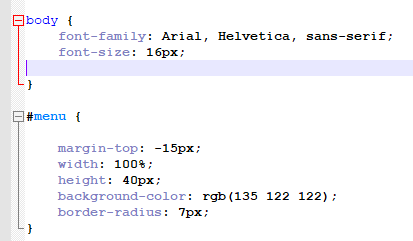 body {
font-family: Arial, Helvetica, sans-serif;
font-size: 16px;
}
#menu {
margin-top: -15px;
width: 100%;
height: 40px;
background-color: rgb(135 122 122);
border-radius: 7px;
}